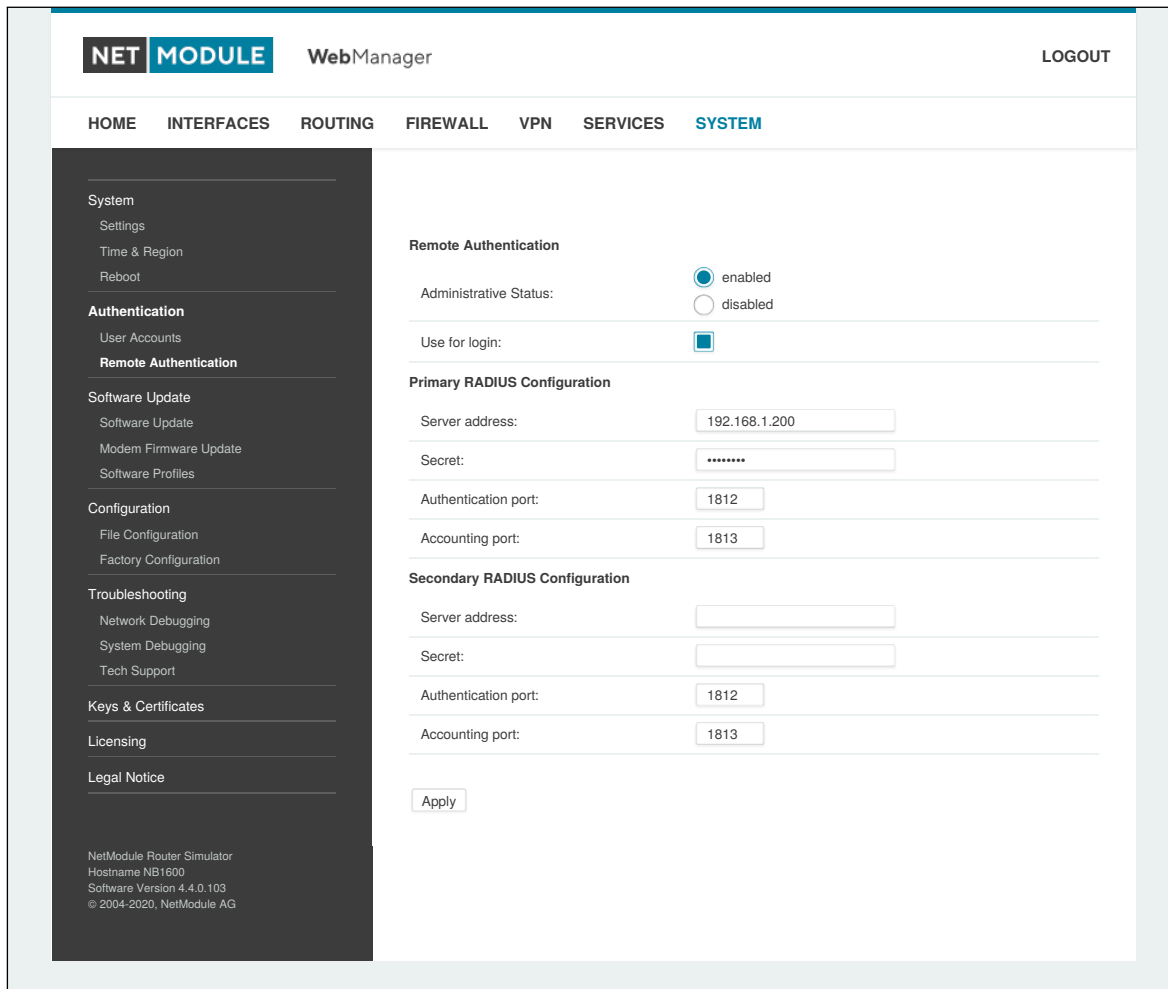 NET MODULE WebManager LOGOUT
HOME INTERFACES ROUTING FIREWALL VPN SERVICES SYSTEM
System
Settings
Time & Region
Reboot
Authentication
User Accounts
Remote Authentication
Software Update
Software Update
Modem Firmware Update
Software Profiles
Configuration
File Configuration
Factory Configuration
Troubleshooting
Network Debugging
System Debugging
Tech Support
Keys & Certificates
Licensing
Legal Notice
NetModule Router Simulator
Hostname NB1600
Software Version 4.4.0.103
© 2004-2020, NetModule AG
Remote Authentication
Administrative Status:
enabled
disabled
Use for login:
Primary RADIUS Configuration
Server address: 192.168.1.200
Secret: ••••••••
Authentication port: 1812
Accounting port: 1813
Secondary RADIUS Configuration
Server address:
Secret:
Authentication port: 1812
Accounting port: 1813
Apply